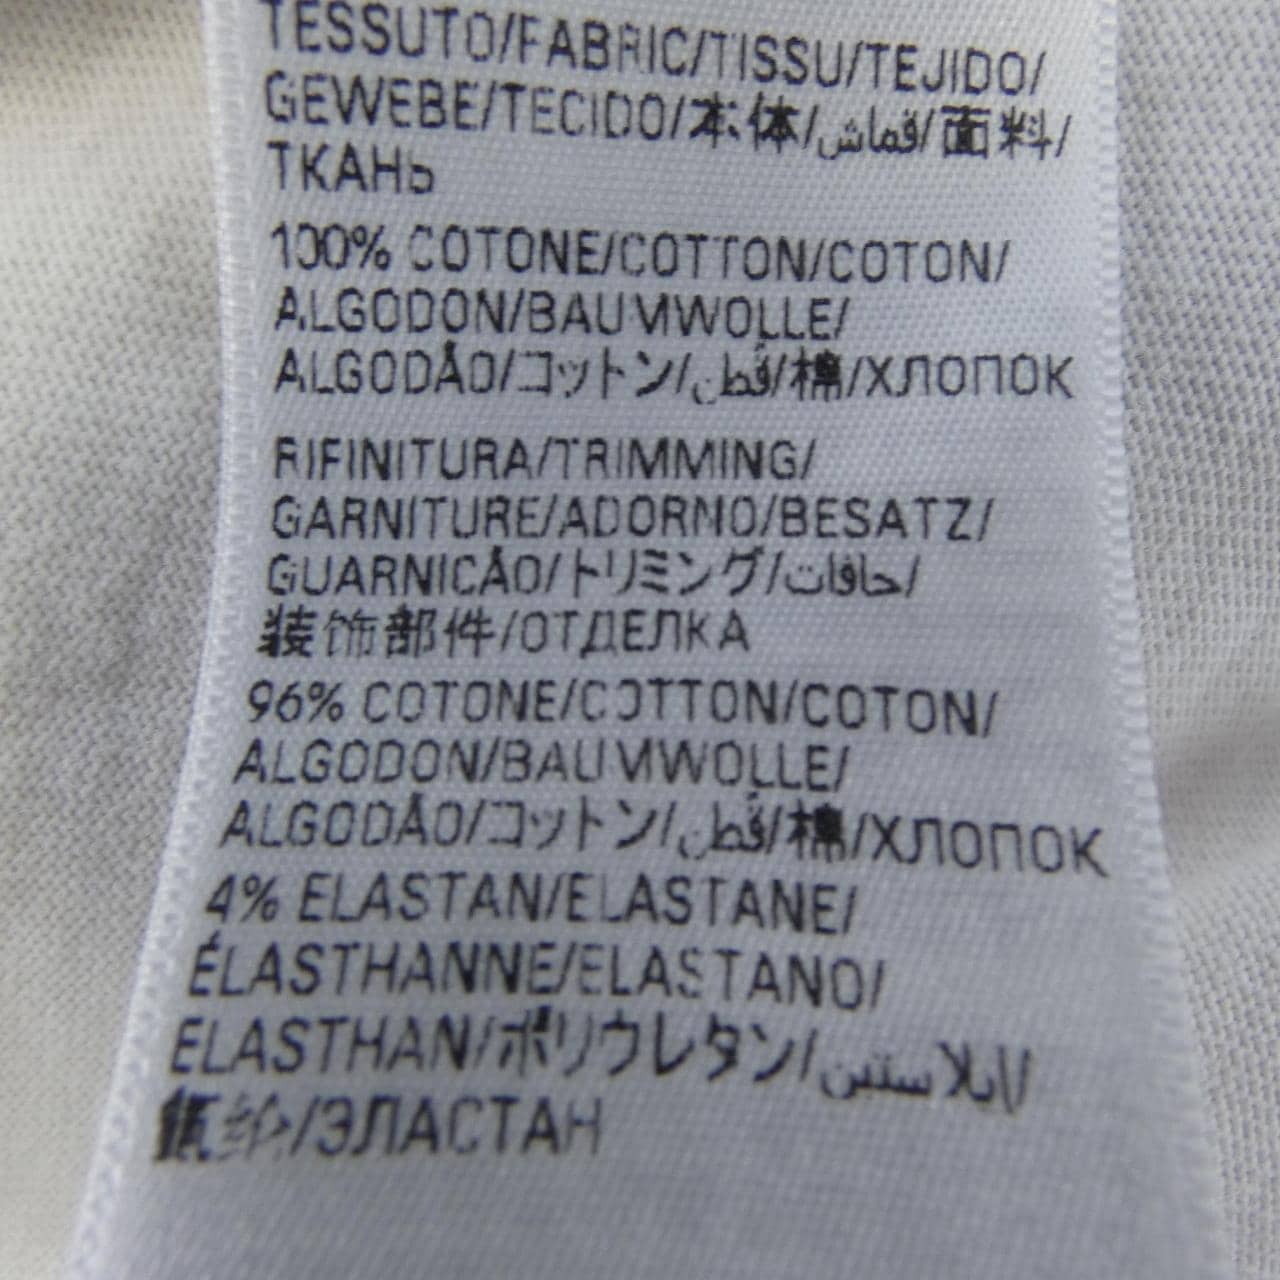 TESSUTO/FABRIC/TISSU/TEJIDO/
GEWEBE/TECIDO/本体/قماش/面料/
ТКАНЬ
100% COTONE/COTTON/COTON/
ALGODON/BAUMWOLLE/
ALGODÃO/コットン/قطن/棉/ХЛОПОК
RIFINITURA/TRIMMING/
GARNITURE/ADORNO/BESATZ/
GUARNICÃO/トリミング/حافات/
装饰部件/ОТДЕЛКА
96% COTONE/COTTON/COTON/
ALGODON/BAUMWOLLE/
ALGODÃO/コットン/قطن/棉/ХЛОПОК
4% ELASTAN/ELASTANE/
ÉLASTHANNE/ELASTANO/
ELASTHAN/ポリウレタン/ايلاستين/
氨纶/ЭЛАСТАН